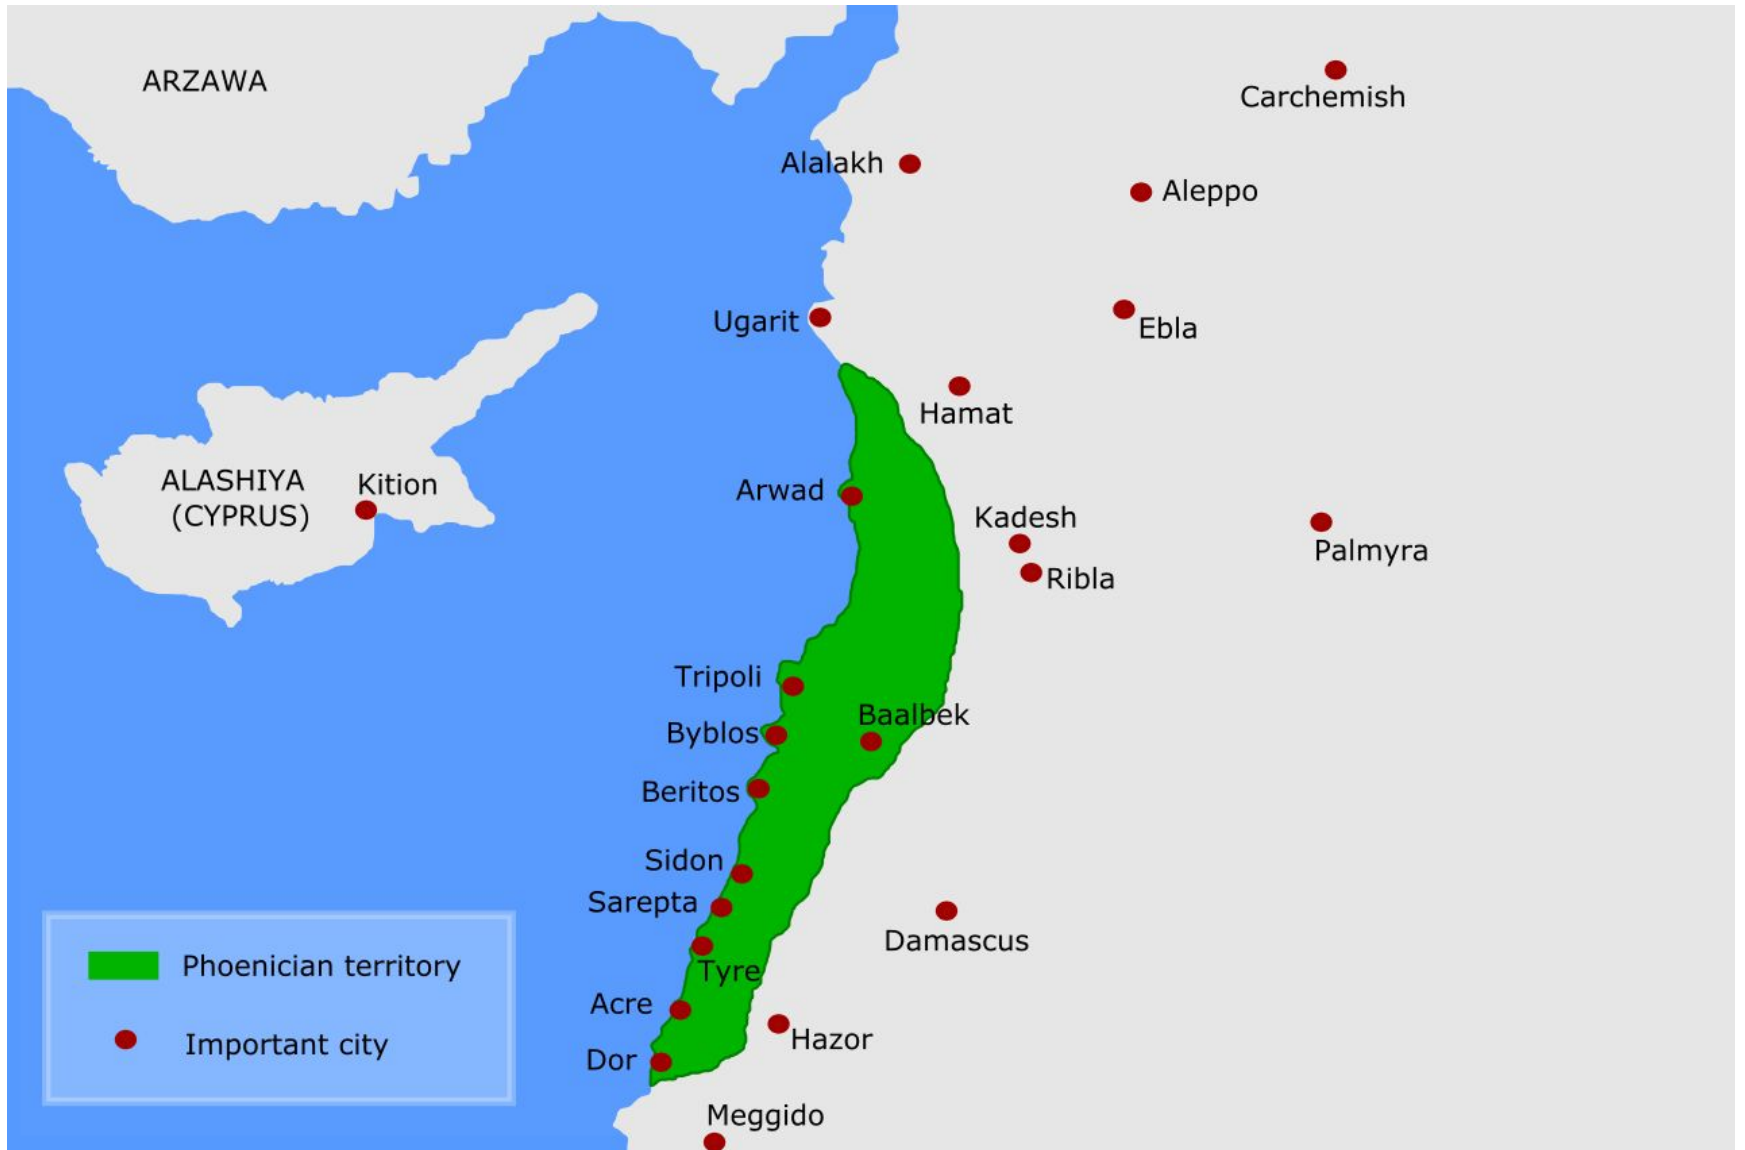 ARZAWA
Carchemish
Alalakh
Aleppo
Ugarit
Ebla
Hamat
ALASHIYA
(CYPRUS)
Kition
Arwad
Kadesh
Ribla
Palmyra
Tripoli
Baalbek
Byblos
Beritos
Sidon
Sarepta
Damascus
Tyre
Acre
Hazor
Dor
Meggido
Phoenician territory
Important city